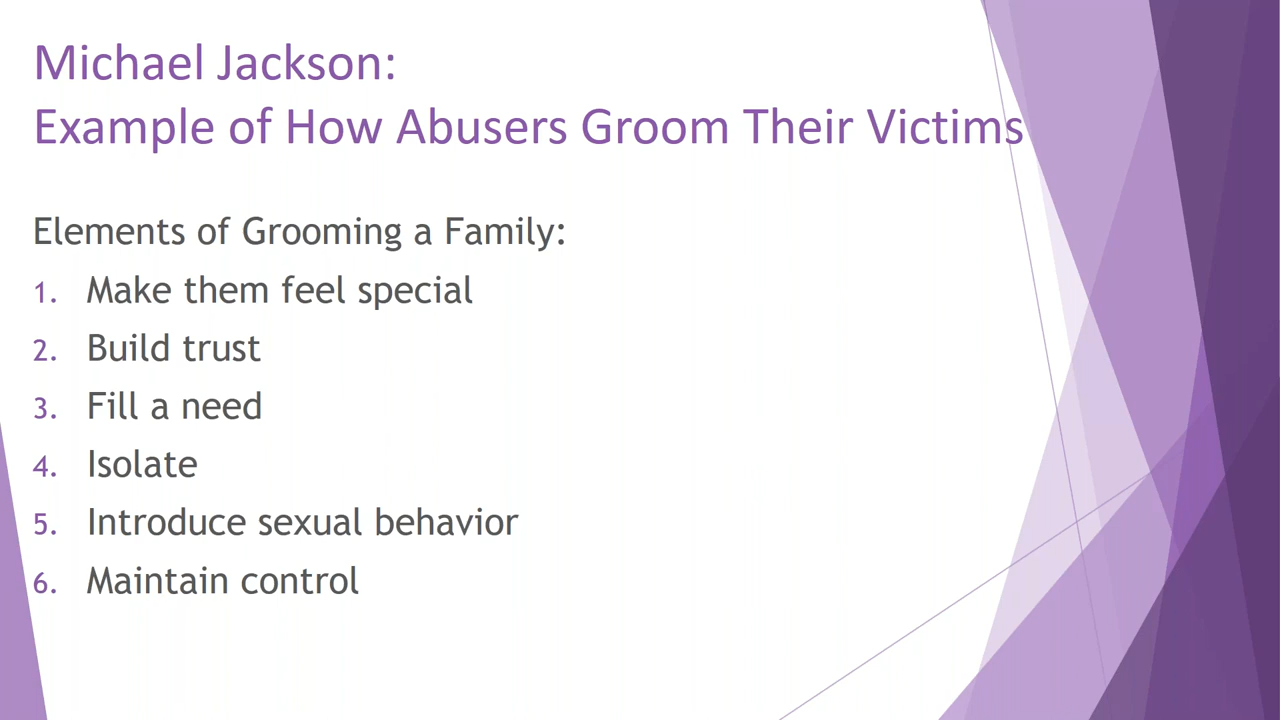 Michael Jackson:
Example of How Abusers Groom Their Victims
Elements of Grooming a Family:
1. Make them feel special
2. Build trust
3. Fill a need
4. Isolate
5. Introduce sexual behavior
6. Maintain control